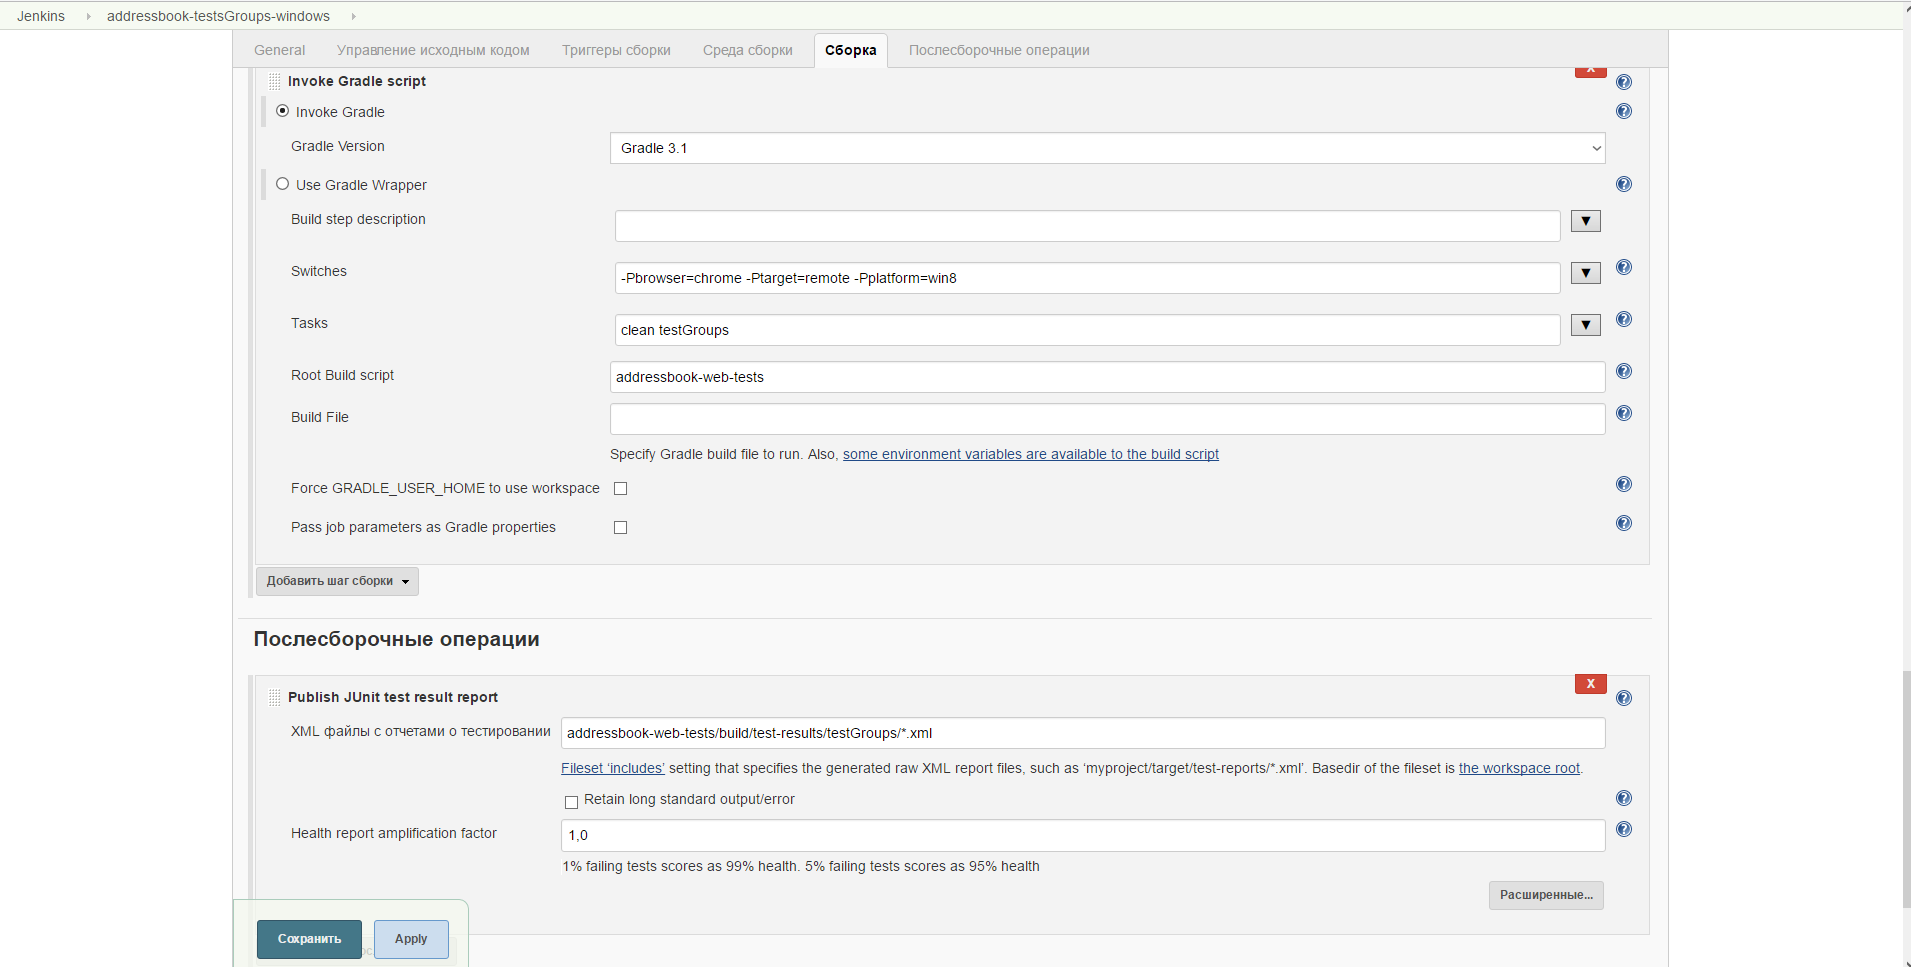 Jenkins addressbook-testsGroups-windows
General Управление исходным кодом Триггеры сборки Среда сборки Сборка Послесборочные операции
Invoke Gradle script X
Invoke Gradle
Gradle Version Gradle 3.1
Use Gradle Wrapper
Build step description
Switches -Pbrowser=chrome -Ptarget=remote -Pplatform=win8
Tasks clean testGroups
Root Build script addressbook-web-tests
Build File
Specify Gradle build file to run. Also, some environment variables are available to the build script
Force GRADLE_USER_HOME to use workspace
Pass job parameters as Gradle properties
Добавить шаг сборки
Послесборочные операции
Publish JUnit test result report X
XML файлы с отчетами о тестировании addressbook-web-tests/build/test-results/testGroups/*.xml
Fileset ‘includes’ setting that specifies the generated raw XML report files, such as ‘myproject/target/test-reports/*.xml’. Basedir of the fileset is the workspace root.
Retain long standard output/error
Health report amplification factor 1,0
1% failing tests scores as 99% health. 5% failing tests scores as 95% health
Расширенные...
Сохранить Apply